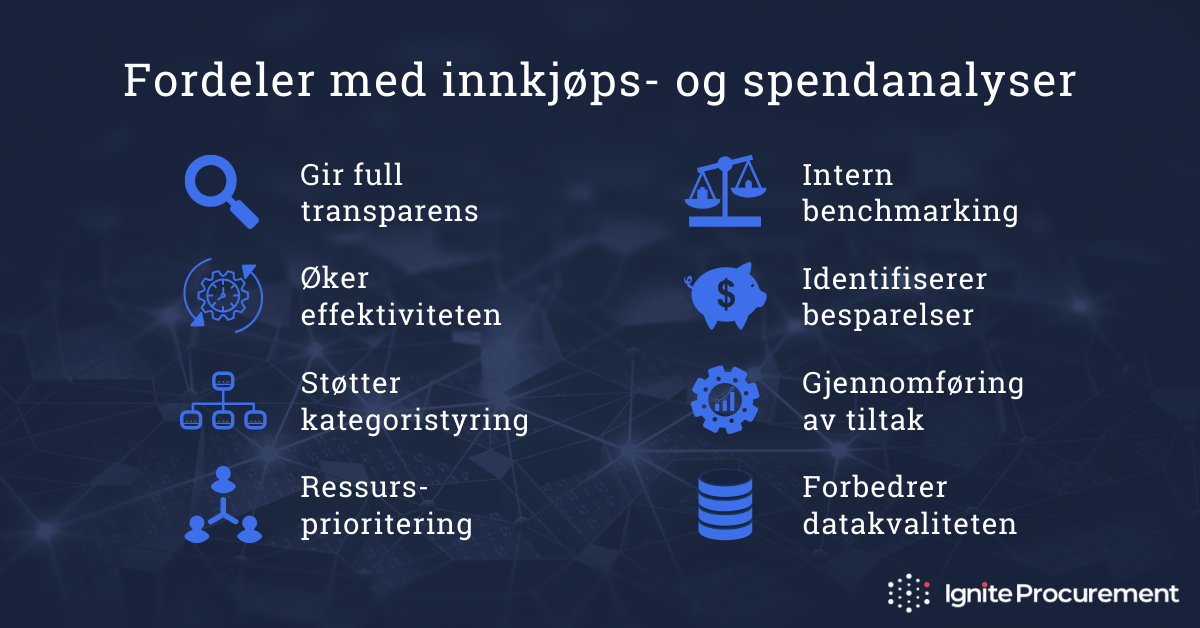 Fordeler med innkjøps- og spendanalyser
Gir full
transparens
Øker
effektiviteten
Støtter
kategoristyring
Ressurs-
prioritering
Intern
benchmarking
Identifiserer
besparelser
$
Gjennomføring
av tiltak
Forbedrer
datakvaliteten
Ignite Procurement